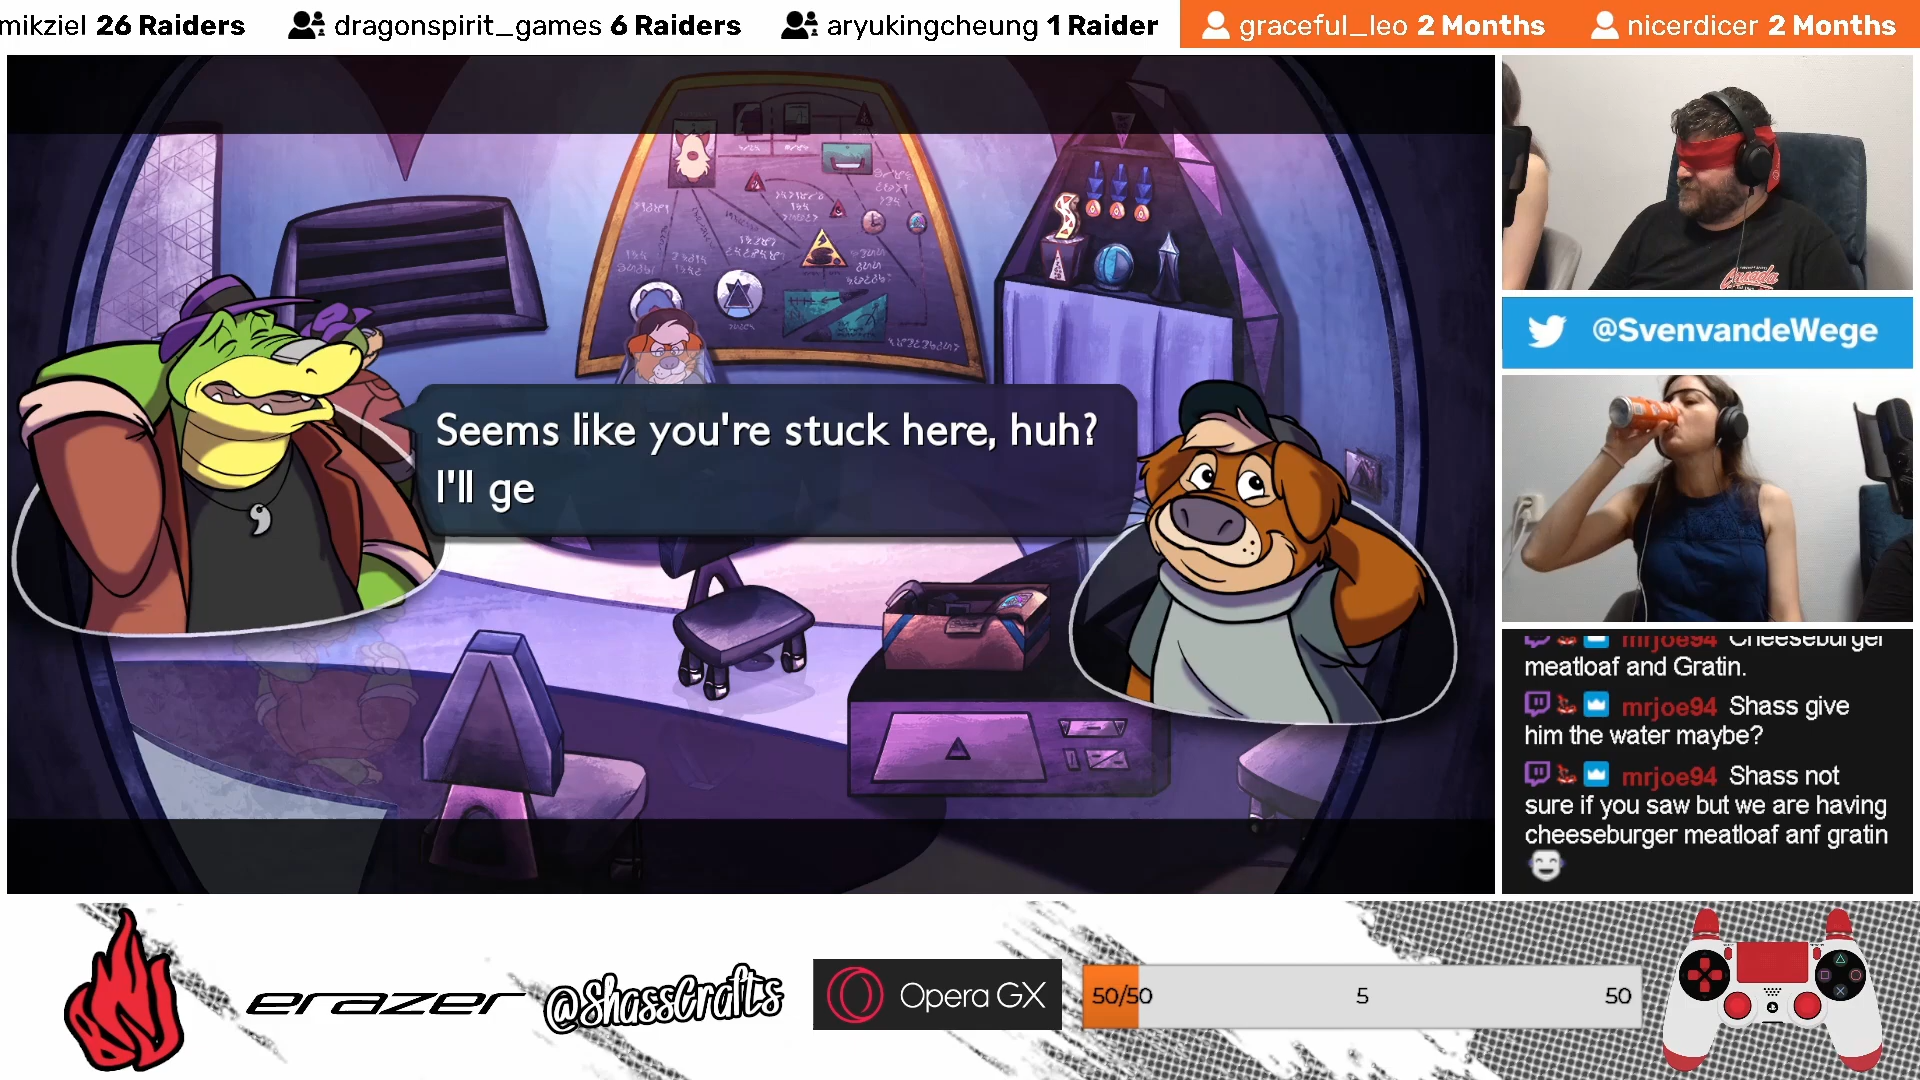 mikziel 26 Raiders dragonspirit_games 6 Raiders aryukingcheung 1 Raider graceful_leo 2 Months nicerdicer 2 Months
Seems like you're stuck here, huh?
I'll ge
@SvenvandeWege
mrjoe94 Cheeseburger
meatloaf and Gratin.
mrjoe94 Shass give
him the water maybe?
mrjoe94 Shass not
sure if you saw but we are having
cheeseburger meatloaf anf gratin
erazer @ShassCrafts Opera GX 50/50 5 50